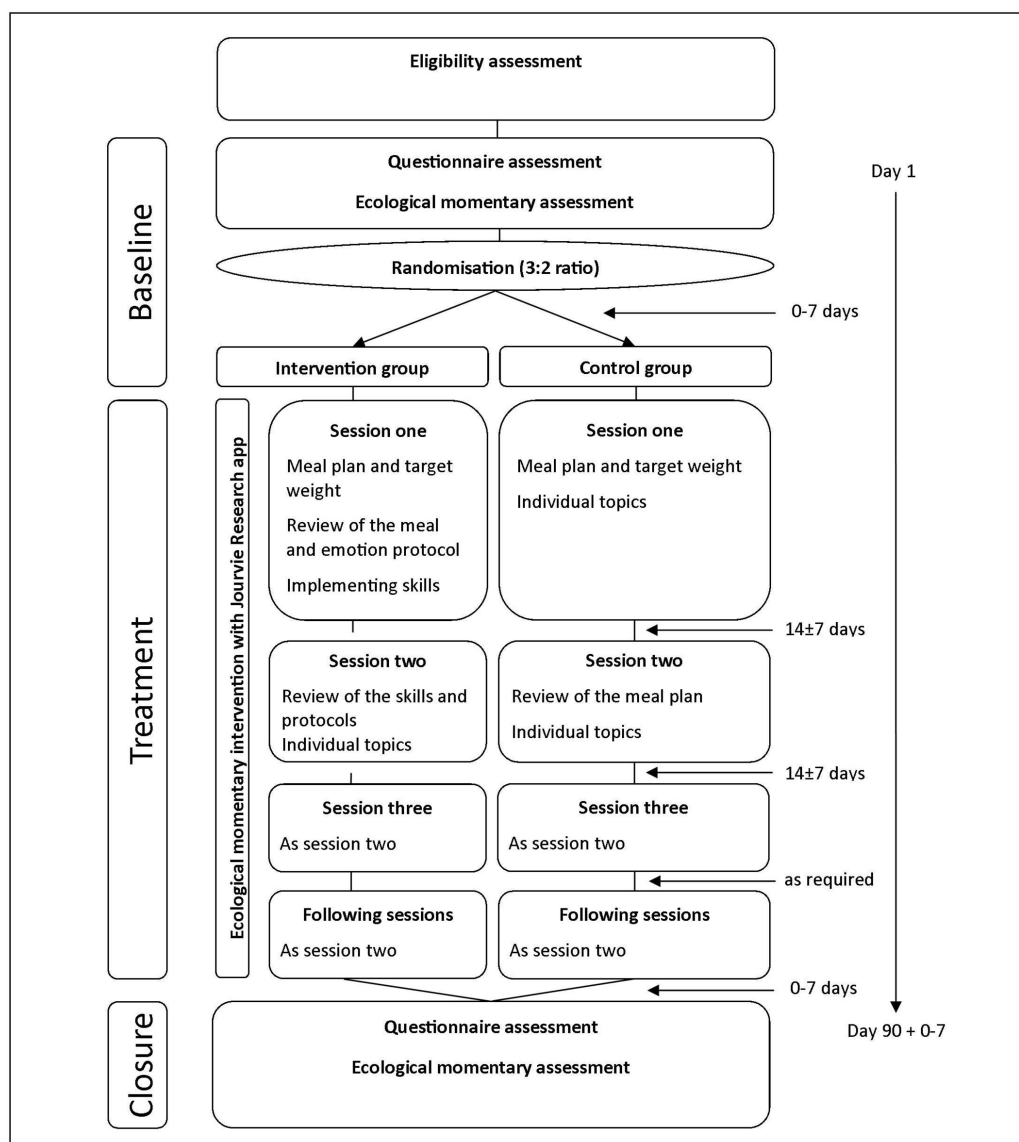 Eligibility assessment
Baseline
Questionnaire assessment
Ecological momentary assessment
Day 1
Randomisation (3:2 ratio)
0-7 days
Intervention group
Control group
Treatment
Ecological momentary intervention with Jourvie Research app
Session one
Meal plan and target
weight
Review of the meal
and emotion protocol
Implementing skills
Session one
Meal plan and target weight
Individual topics
14±7 days
Session two
Review of the skills and
protocols
Individual topics
Session two
Review of the meal plan
Individual topics
14±7 days
Session three
As session two
Session three
As session two
as required
Following sessions
As session two
Following sessions
As session two
0-7 days
Closure
Questionnaire assessment
Ecological momentary assessment
Day 90 + 0-7